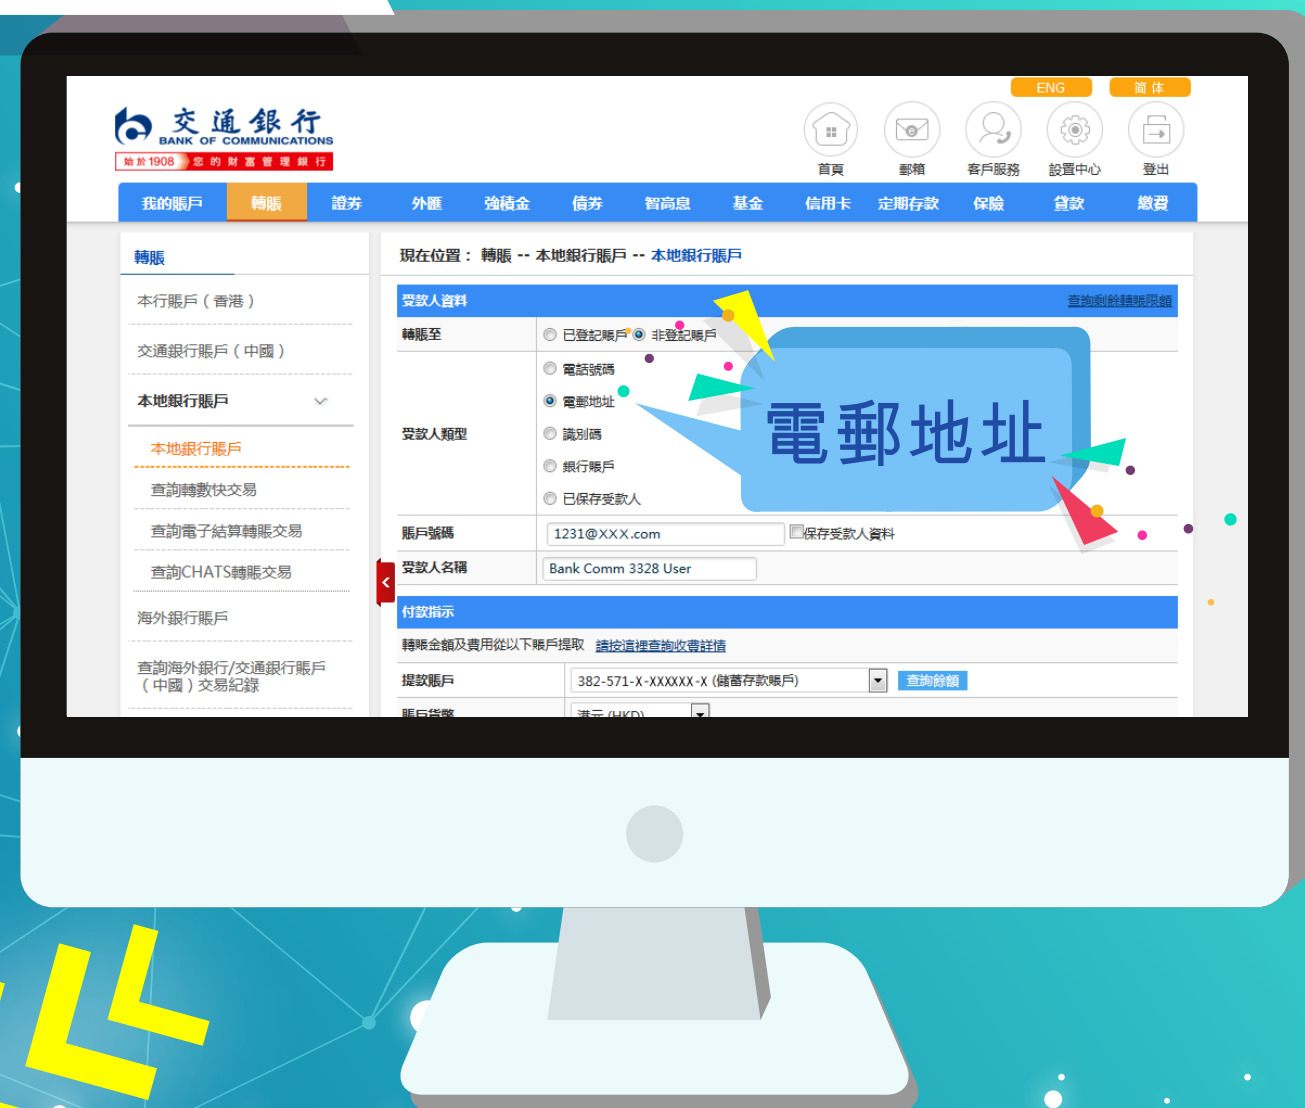 ENG 简体
交通銀行
BANK OF COMMUNICATIONS
始於1908 您的財富管理銀行
首頁 郵箱 客戶服務 設置中心 登出
我的賬戶 轉賬 證券 外匯 強積金 債券 智高息 基金 信用卡 定期存款 保險 貸款 繳費
轉賬
本行賬戶（香港）
交通銀行賬戶（中國）
本地銀行賬戶
本地銀行賬戶
查詢轉數快交易
查詢電子結算轉賬交易
查詢CHATS轉賬交易
海外銀行賬戶
查詢海外銀行/交通銀行賬戶
（中國）交易紀錄
現在位置： 轉賬 -- 本地銀行賬戶 -- 本地銀行賬戶
受款人資料 查詢剩餘轉賬限額
轉賬至 已登記賬戶 非登記賬戶
電話號碼
電郵地址
受款人類型 識別碼
銀行賬戶
已保存受款人
電郵地址
賬戶號碼 1231@XXX.com 保存受款人資料
受款人名稱 Bank Comm 3328 User
付款指示
轉賬金額及費用從以下賬戶提取 請按這裡查詢收費詳情
提款賬戶 382-571-X-XXXXXX-X (儲蓄存款賬戶) 查詢餘額
賬戶貨幣 港元 (HKD)